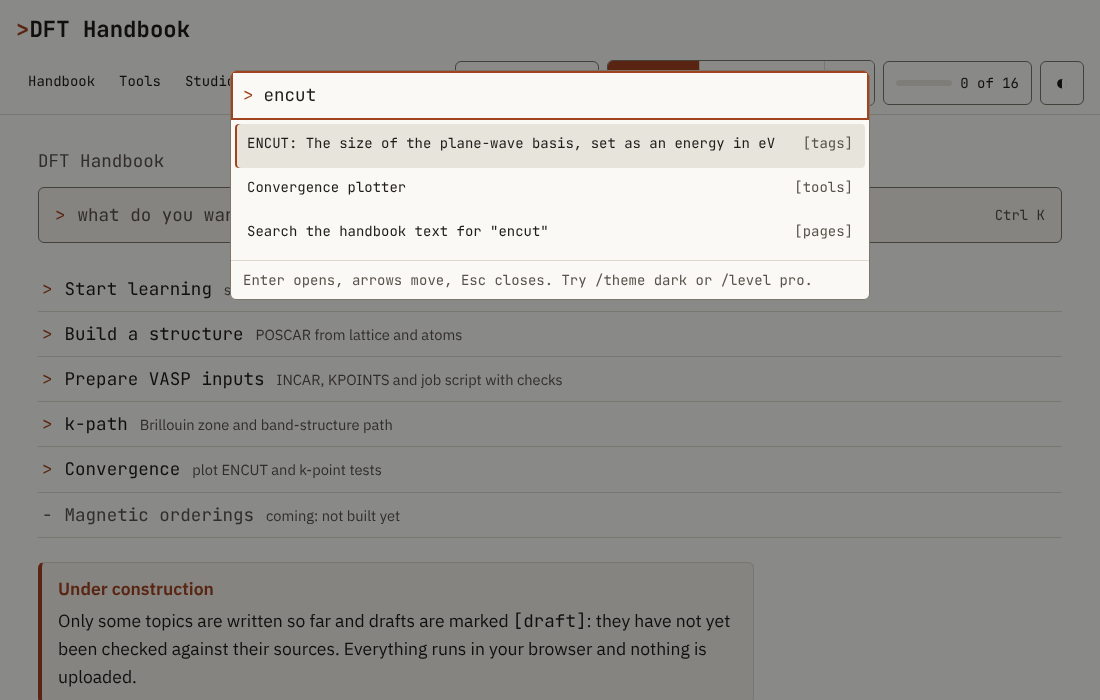 >DFT Handbook
Handbook Tools Studio
0 of 16
> encut
ENCUT: The size of the plane-wave basis, set as an energy in eV [tags]
Convergence plotter [tools]
Search the handbook text for "encut" [pages]
Enter opens, arrows move, Esc closes. Try /theme dark or /level pro.
DFT Handbook
> what do you Ctrl K
> Start learning
> Build a structure POSCAR from lattice and atoms
> Prepare VASP inputs INCAR, KPOINTS and job script with checks
> k-path Brillouin zone and band-structure path
> Convergence plot ENCUT and k-point tests
- Magnetic orderings coming: not built yet
Under construction
Only some topics are written so far and drafts are marked [draft]: they have not yet
been checked against their sources. Everything runs in your browser and nothing is
uploaded.